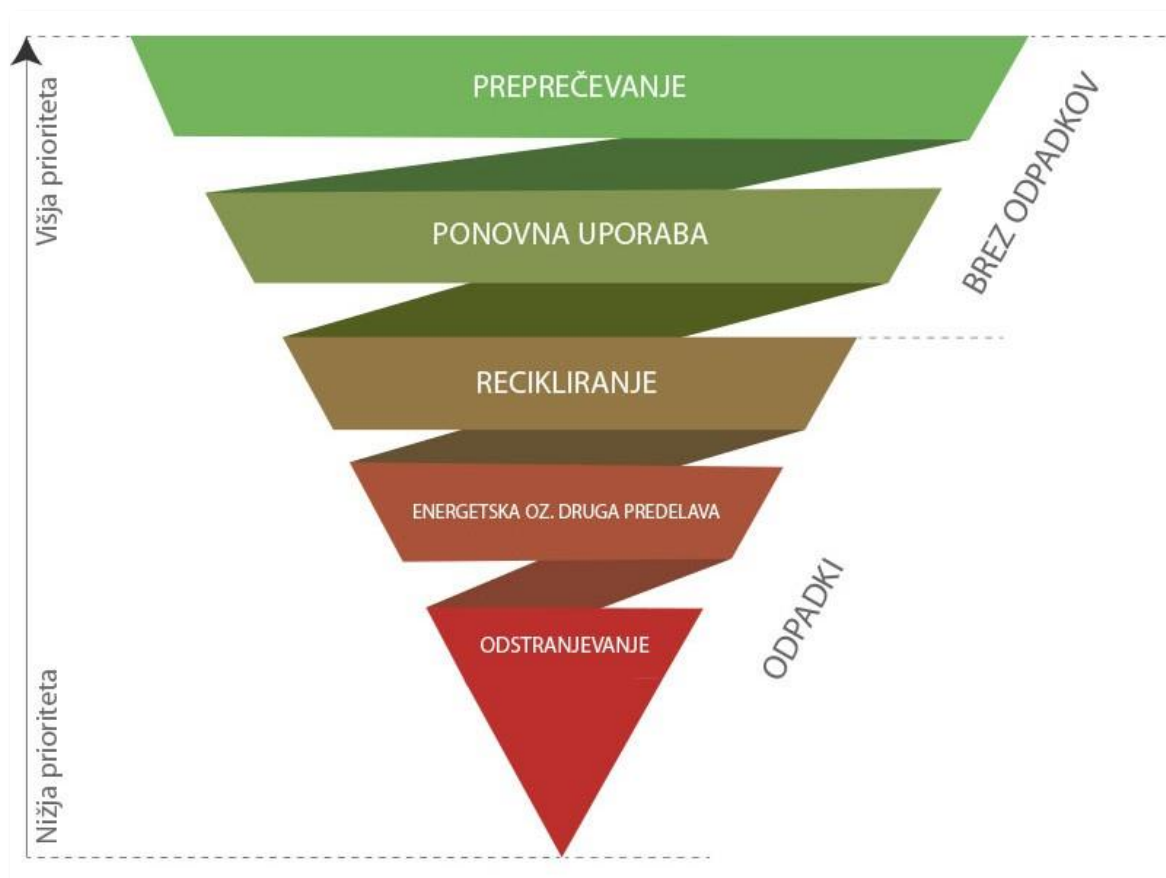 Višja prioriteta
PREPREČEVANJE
PONOVNA UPORABA
BREZ ODPADKOV
RECIKLIRANJE
ENERGETSKA OZ. DRUGA PREDELAVA
ODSTRANJEVANJE
ODPADKI
Nižja prioriteta